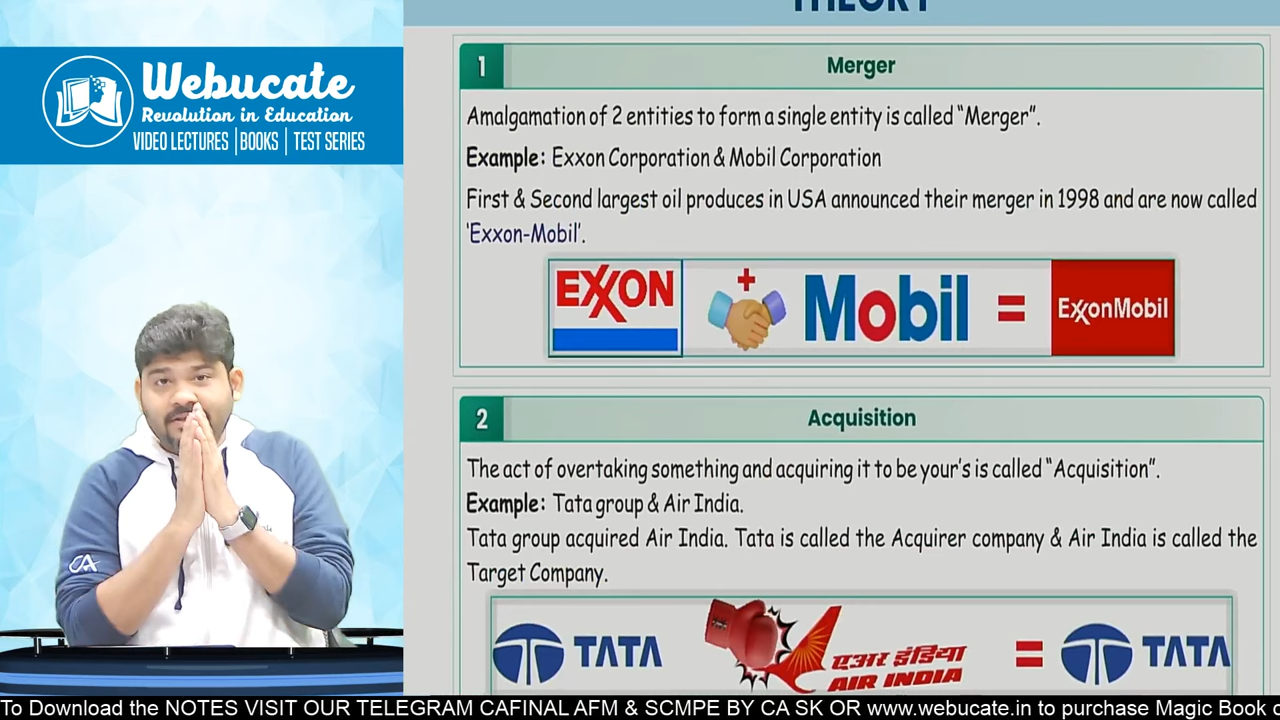 THEORY
Webucate
Revolution in Education
VIDEO LECTURES | BOOKS | TEST SERIES
1 Merger
Amalgamation of 2 entities to form a single entity is called “Merger”.
Example: Exxon Corporation & Mobil Corporation
First & Second largest oil produces in USA announced their merger in 1998 and are now called
‘Exxon-Mobil’.
EXXON + Mobil = ExxonMobil
2 Acquisition
The act of overtaking something and acquiring it to be your’s is called “Acquisition”.
Example: Tata group & Air India.
Tata group acquired Air India. Tata is called the Acquirer company & Air India is called the
Target Company.
TATA एअर इंडिया = TATA
AIR INDIA
CA
To Download the NOTES VISIT OUR TELEGRAM CAFINAL AFM & SCMPE BY CA SK OR www.webucate.in to purchase Magic Book